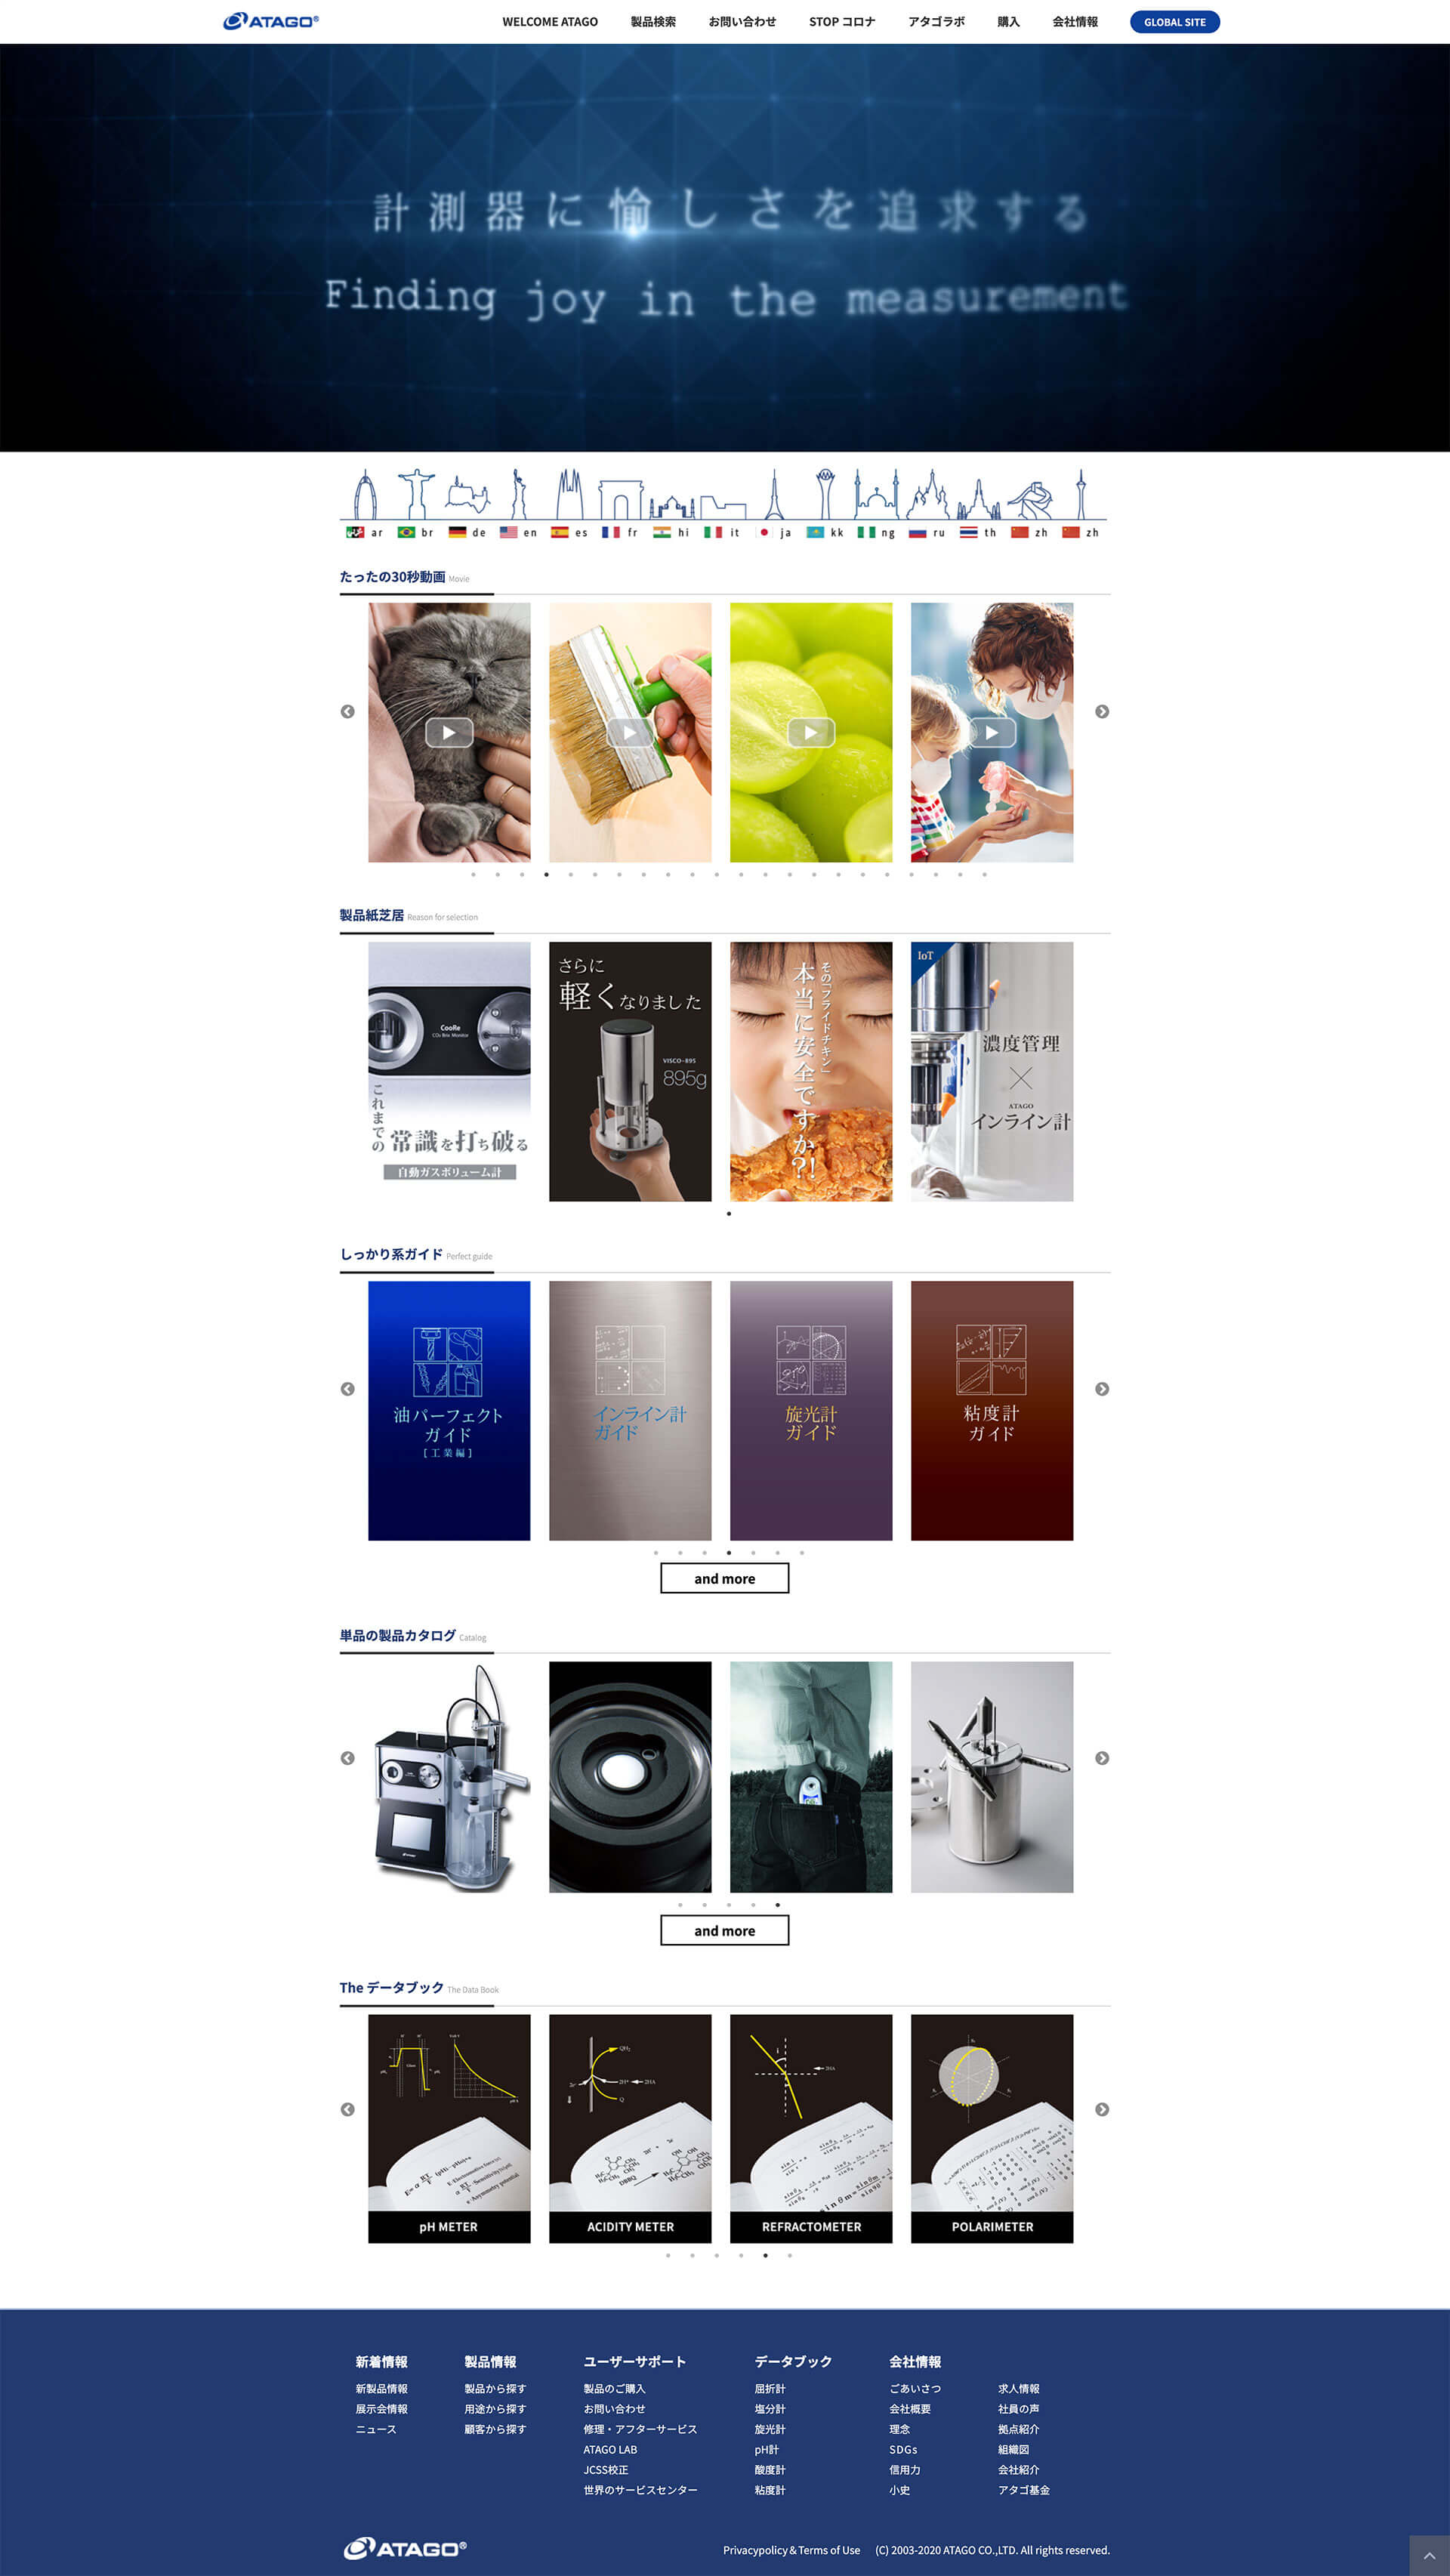 ATAGO®
WELCOME ATAGO 製品検索 お問い合わせ STOP コロナ アタゴラボ 購入 会社情報 GLOBAL SITE
計測器に愉しさを追求する
Finding joy in the measurement
ar br de en es fr hi it ja kk ng ru th zh zh
たったの30秒動画 Movie
製品紙芝居 Reason for selection
CooRe
CO₂ Brix Monitor
これまでの
常識を打ち破る
自動ガスボリューム計
さらに
軽くなりました
VISCO-895
895g
その「フライドチキン」
本当に安全ですか?!
IoT
濃度管理
×
ATAGO
インライン計
しっかり系ガイド Perfect guide
油パーフェクト
ガイド
[工業編]
インライン計
ガイド
旋光計
ガイド
粘度計
ガイド
and more
単品の製品カタログ Catalog
and more
The データブック The Data Book
pH METER
ACIDITY METER
REFRACTOMETER
POLARIMETER
新着情報
新製品情報
展示会情報
ニュース
製品情報
製品から探す
用途から探す
顧客から探す
ユーザーサポート
製品のご購入
お問い合わせ
修理・アフターサービス
ATAGO LAB
JCSS校正
世界のサービスセンター
データブック
屈折計
塩分計
旋光計
pH計
酸度計
粘度計
会社情報
ごあいさつ
会社概要
理念
SDGs
信用力
小史
求人情報
社員の声
拠点紹介
組織図
会社紹介
アタゴ基金
ATAGO®
Privacypolicy & Terms of Use (C) 2003-2020 ATAGO CO.,LTD. All rights reserved.